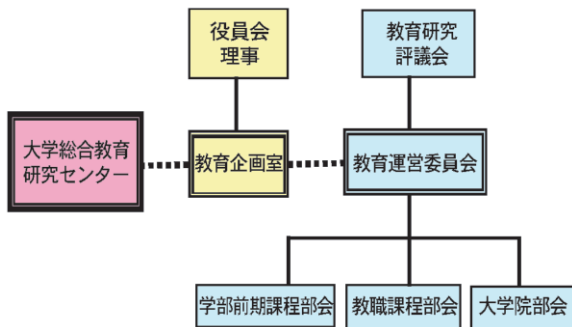 役員会
理事
教育研究
評議会
大学総合教育
研究センター
教育企画室
教育運営委員会
学部前期課程部会
教職課程部会
大学院部会